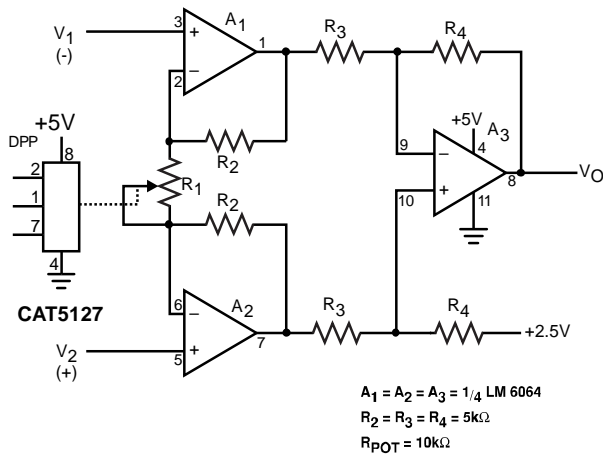 V1
(-)
3
+
A1
1
2
−
R3
R4
R2
+5V
DPP
8
2
1
7
4
CAT5127
R1
R2
+5V
A3
9
−
4
8
VO
10
+
11
6
−
A2
7
V2
(+)
5
+
R3
R4
+2.5V
A1 = A2 = A3 = 1/4 LM 6064
R2 = R3 = R4 = 5kΩ
RPOT = 10kΩ